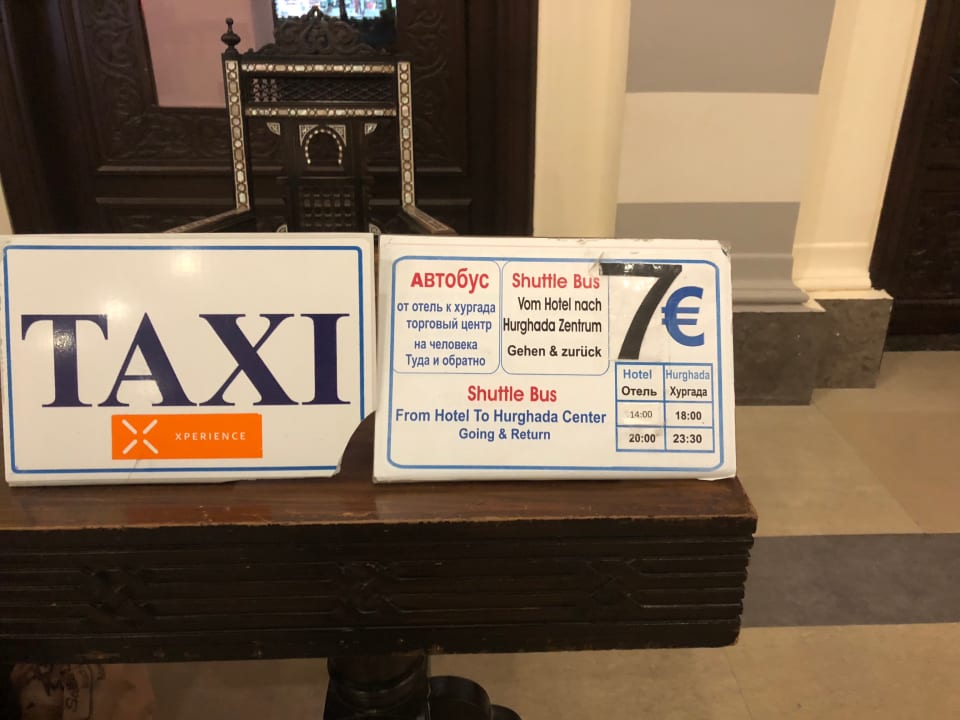 TAXI
XPERIENCE
Автобус
от отель к хургада
торговый центр
на человека
Туда и обратно
Shuttle Bus
Vom Hotel nach
Hurghada Zentrum
Gehen & zurück
7€
Shuttle Bus
From Hotel To Hurghada Center
Going & Return
Hotel Hurghada
Отель Хургада
14:00 18:00
20:00 23:30